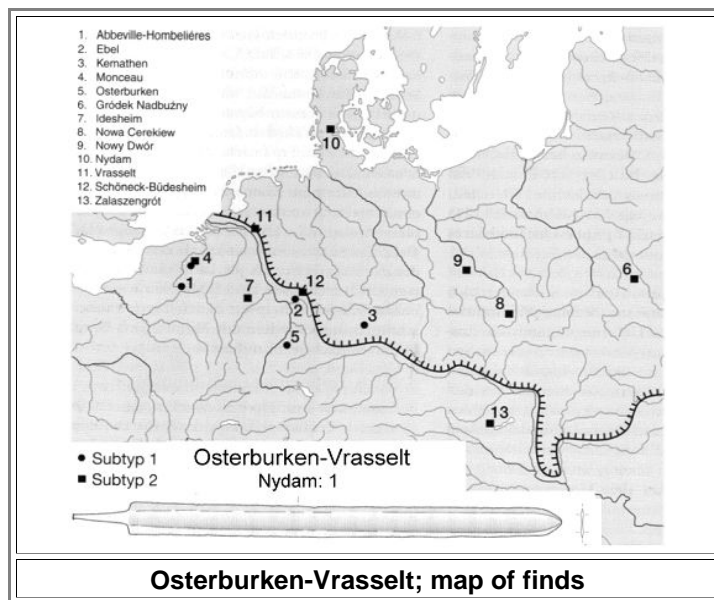 1. Abbeville-Hombeliéres
2. Ebel
3. Kemathen
4. Monceau
5. Osterburken
6. Gródek Nadbużny
7. Idesheim
8. Nowa Cerekiew
9. Nowy Dwór
10. Nydam
11. Vrasselt
12. Schöneck-Büdesheim
13. Zalaszengrót
10
11
4
1
7
12
2
5
3
9
8
6
13
Subtyp 1
Subtyp 2
Osterburken-Vrasselt
Nydam: 1
Osterburken-Vrasselt; map of finds